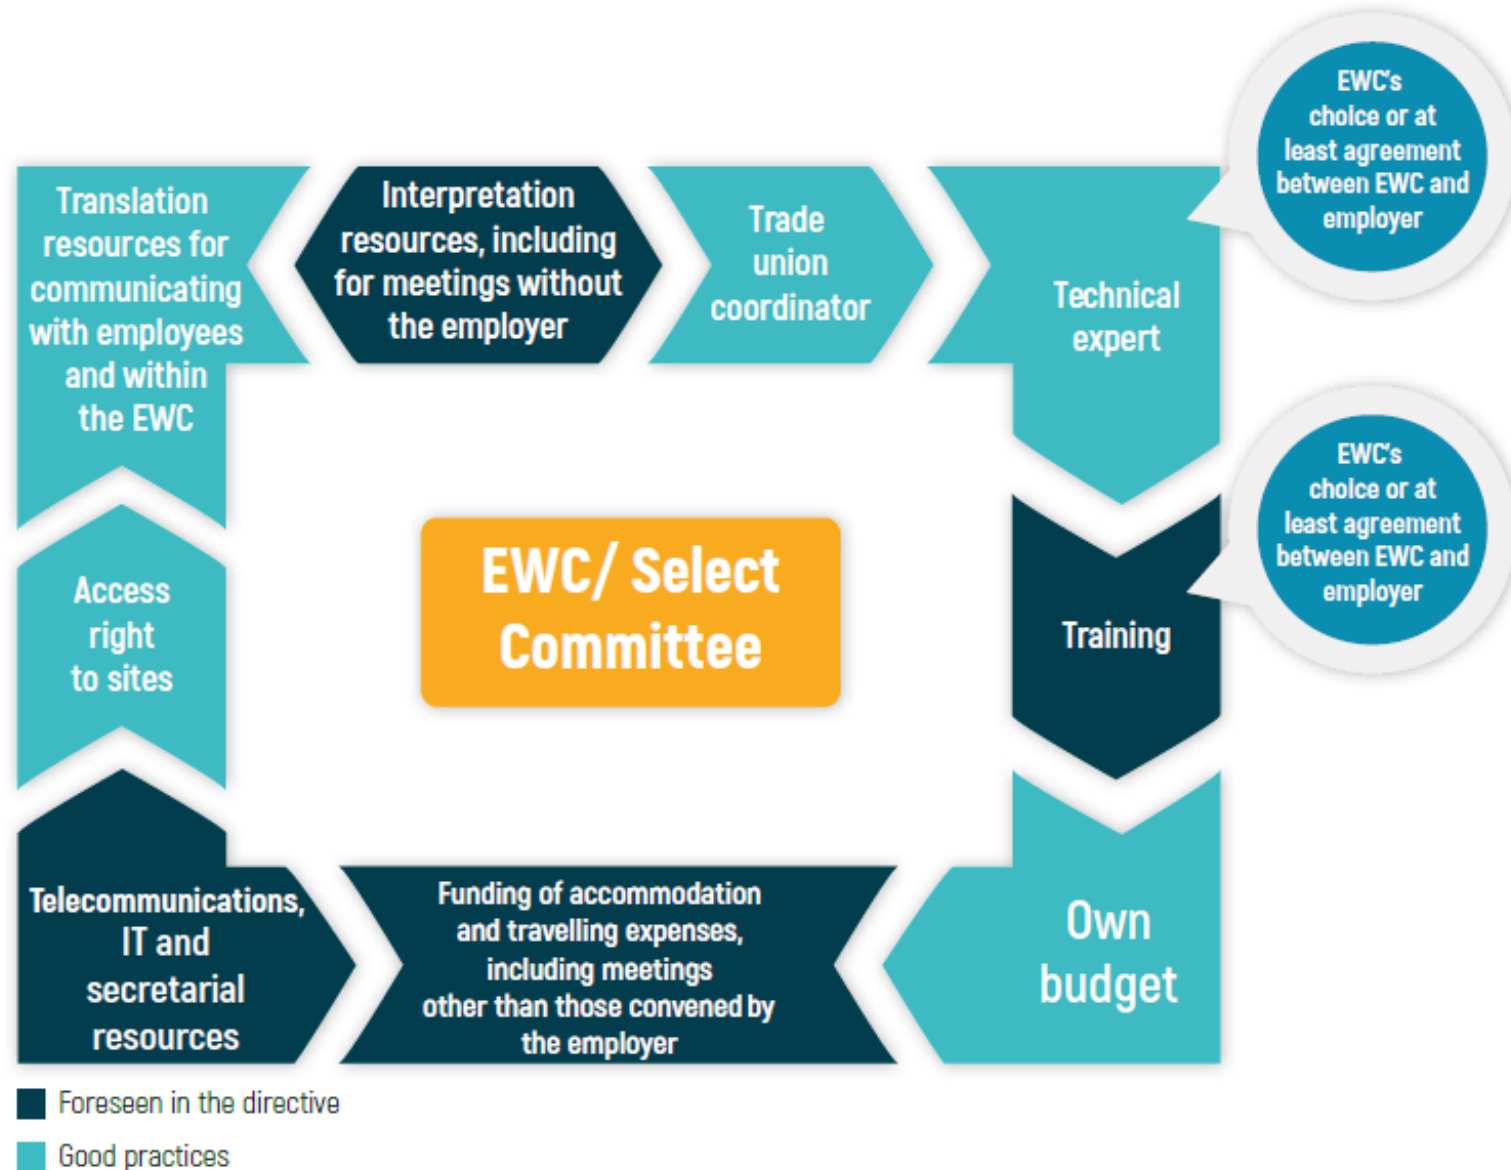 Translation
resources for
communicating
with employees
and within
the EWC
Interpretation
resources, including
for meetings without
the employer
Trade
union
coordinator
Technical
expert
EWC's
choice or at
least agreement
between EWC and
employer
EWC's
choice or at
least agreement
between EWC and
employer
Training
Access
right
to sites
EWC/ Select
Committee
Telecommunications,
IT and
secretarial
resources
Funding of accommodation
and travelling expenses,
including meetings
other than those convened by
the employer
Own
budget
Foreseen in the directive
Good practices